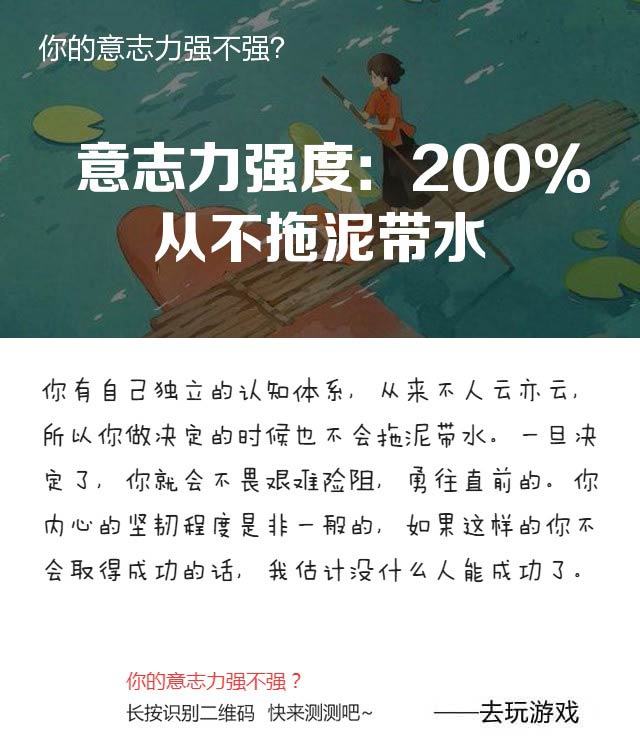 你的意志力强不强?
意志力强度：200%
从不拖泥带水
你有自己独立的认知体系，从来不人云亦云，
所以你做决定的时候也不会拖泥带水。一旦决
定了，你就会不畏艰难险阻，勇往直前的。你
内心的坚韧程度是非一般的，如果这样的你不
会取得成功的话，我估计没什么人能成功了。
你的意志力强不强？
长按识别二维码 快来测测吧~
——去玩游戏